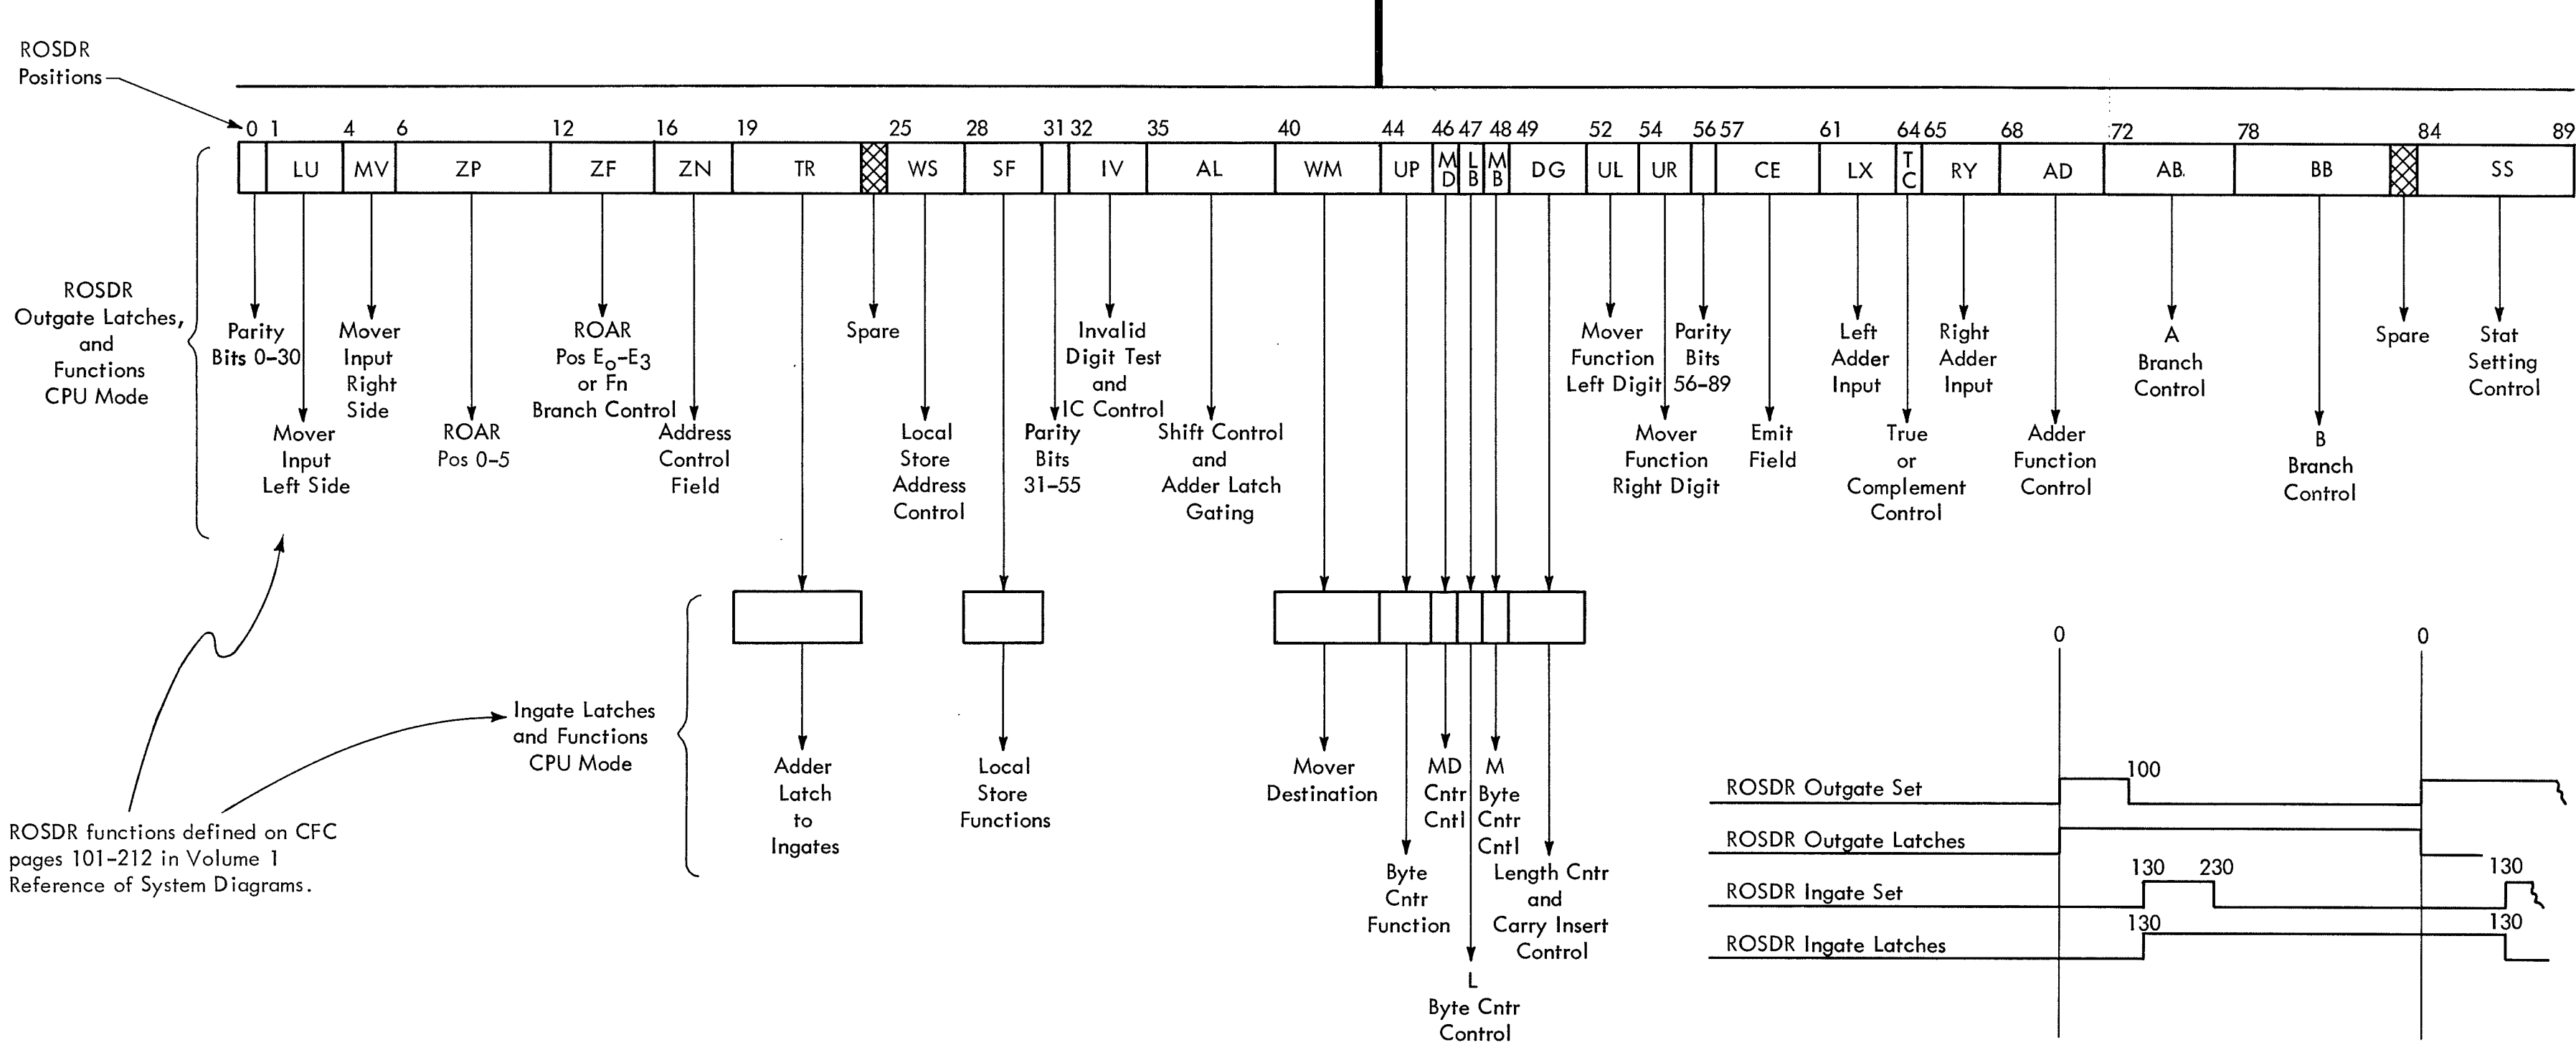 ROSDR
Positions
0 1 4 6 12 16 19 25 28 31 32 35 40 44 46 47 48 49 52 54 56 57 61 64 65 68 72 78 84 89
LU MV ZP ZF ZN TR WS SF IV AL WM UP MD LB MB DG UL UR CE LX TC RY AD AB. BB SS
ROSDR
Outgate Latches,
and
Functions
CPU Mode
Parity
Bits 0-30
Mover
Input
Left Side
Mover
Input
Right
Side
ROAR
Pos 0-5
ROAR
Pos E0-E3
or Fn
Branch Control
Address
Control
Field
Spare
Local
Store
Address
Control
Parity
Bits
31-55
Invalid
Digit Test
and
IC Control
Shift Control
and
Adder Latch
Gating
Mover
Function
Left Digit
Mover
Function
Right Digit
Parity
Bits
56-89
Emit
Field
Left
Adder
Input
True
or
Complement
Control
Right
Adder
Input
Adder
Function
Control
A
Branch
Control
B
Branch
Control
Spare
Stat
Setting
Control
Ingate Latches
and Functions
CPU Mode
Adder
Latch
to
Ingates
Local
Store
Functions
Mover
Destination
Byte
Cntr
Function
MD
Cntr
Cntl
L
Byte Cntr
Control
M
Byte
Cntr
Cntl
Length Cntr
and
Carry Insert
Control
ROSDR functions defined on CFC
pages 101-212 in Volume 1
Reference of System Diagrams.
0 0
ROSDR Outgate Set 100
ROSDR Outgate Latches
ROSDR Ingate Set 130 230 130
ROSDR Ingate Latches 130 130